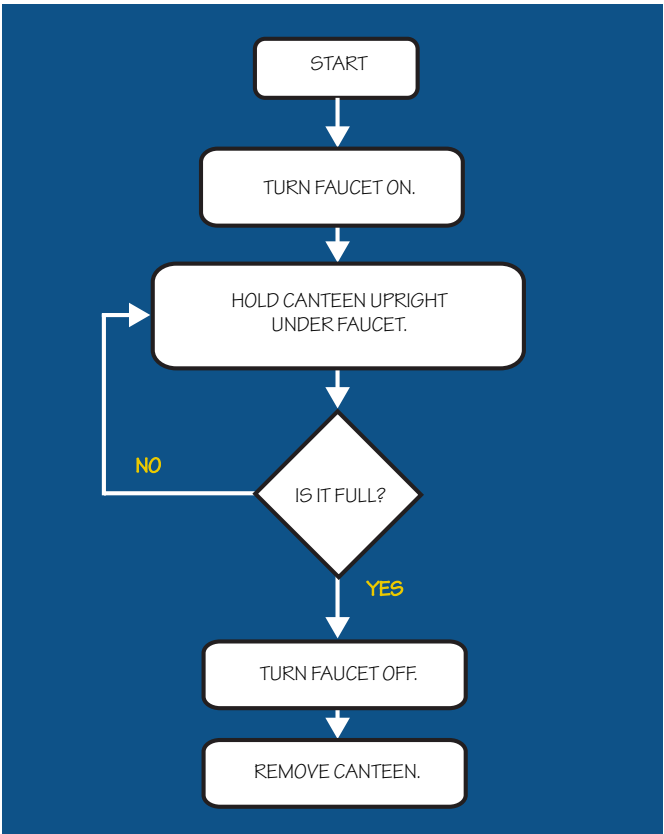 START
TURN FAUCET ON.
HOLD CANTEEN UPRIGHT
UNDER FAUCET.
NO
IS IT FULL?
YES
TURN FAUCET OFF.
REMOVE CANTEEN.